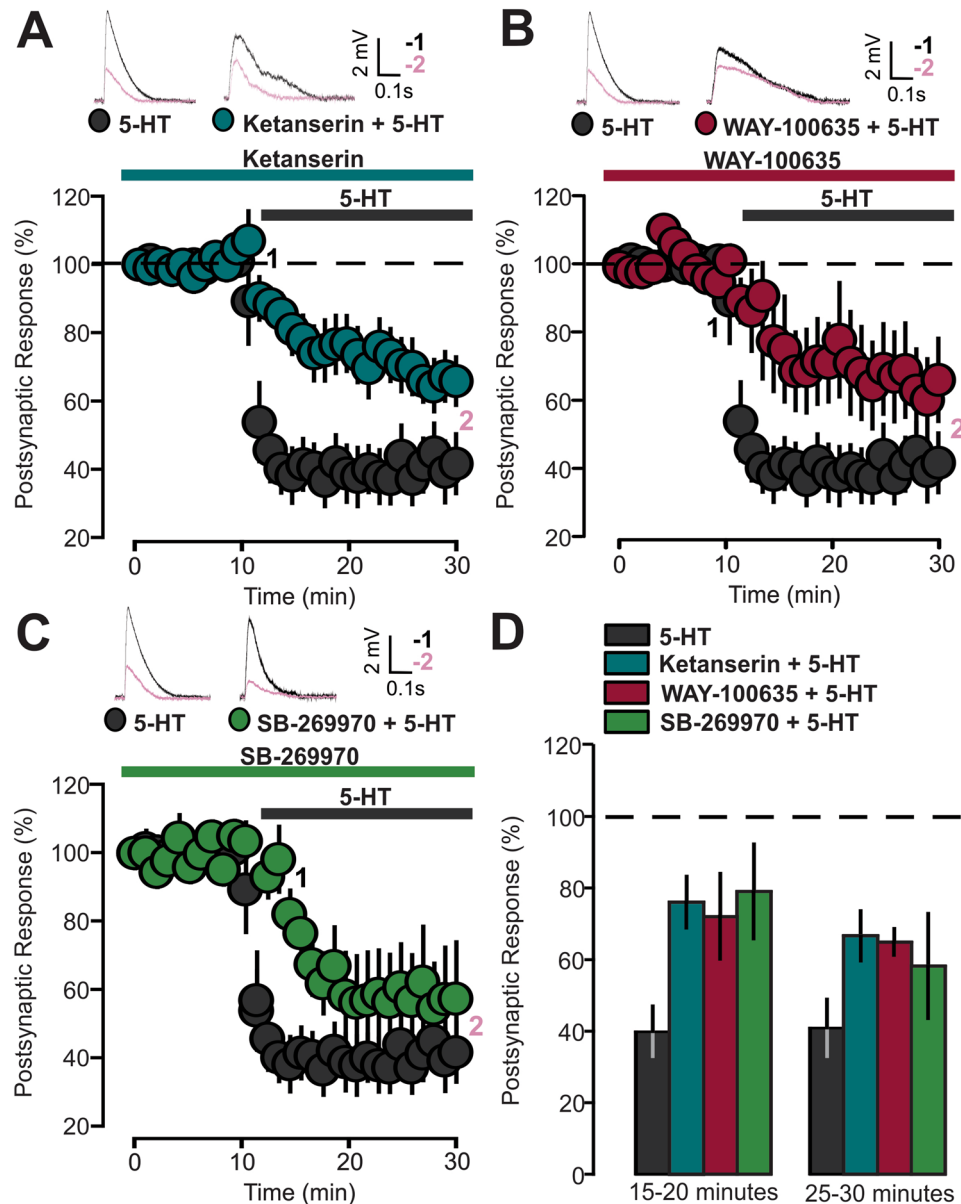 A
2 mV
-1
-2
0.1s
5-HT
Ketanserin + 5-HT
Ketanserin
5-HT
Postsynaptic Response (%)
120
100
80
60
40
20
1
2
0
10
20
30
Time (min)
B
2 mV
-1
-2
0.1s
5-HT
WAY-100635 + 5-HT
WAY-100635
5-HT
Postsynaptic Response (%)
120
100
80
60
40
20
1
2
0
10
20
30
Time (min)
C
2 mV
-1
-2
0.1s
5-HT
SB-269970 + 5-HT
SB-269970
5-HT
Postsynaptic Response (%)
120
100
80
60
40
20
1
2
0
10
20
30
Time (min)
D
5-HT
Ketanserin + 5-HT
WAY-100635 + 5-HT
SB-269970 + 5-HT
Postsynaptic Response (%)
120
100
80
60
40
20
0
15-20 minutes
25-30 minutes